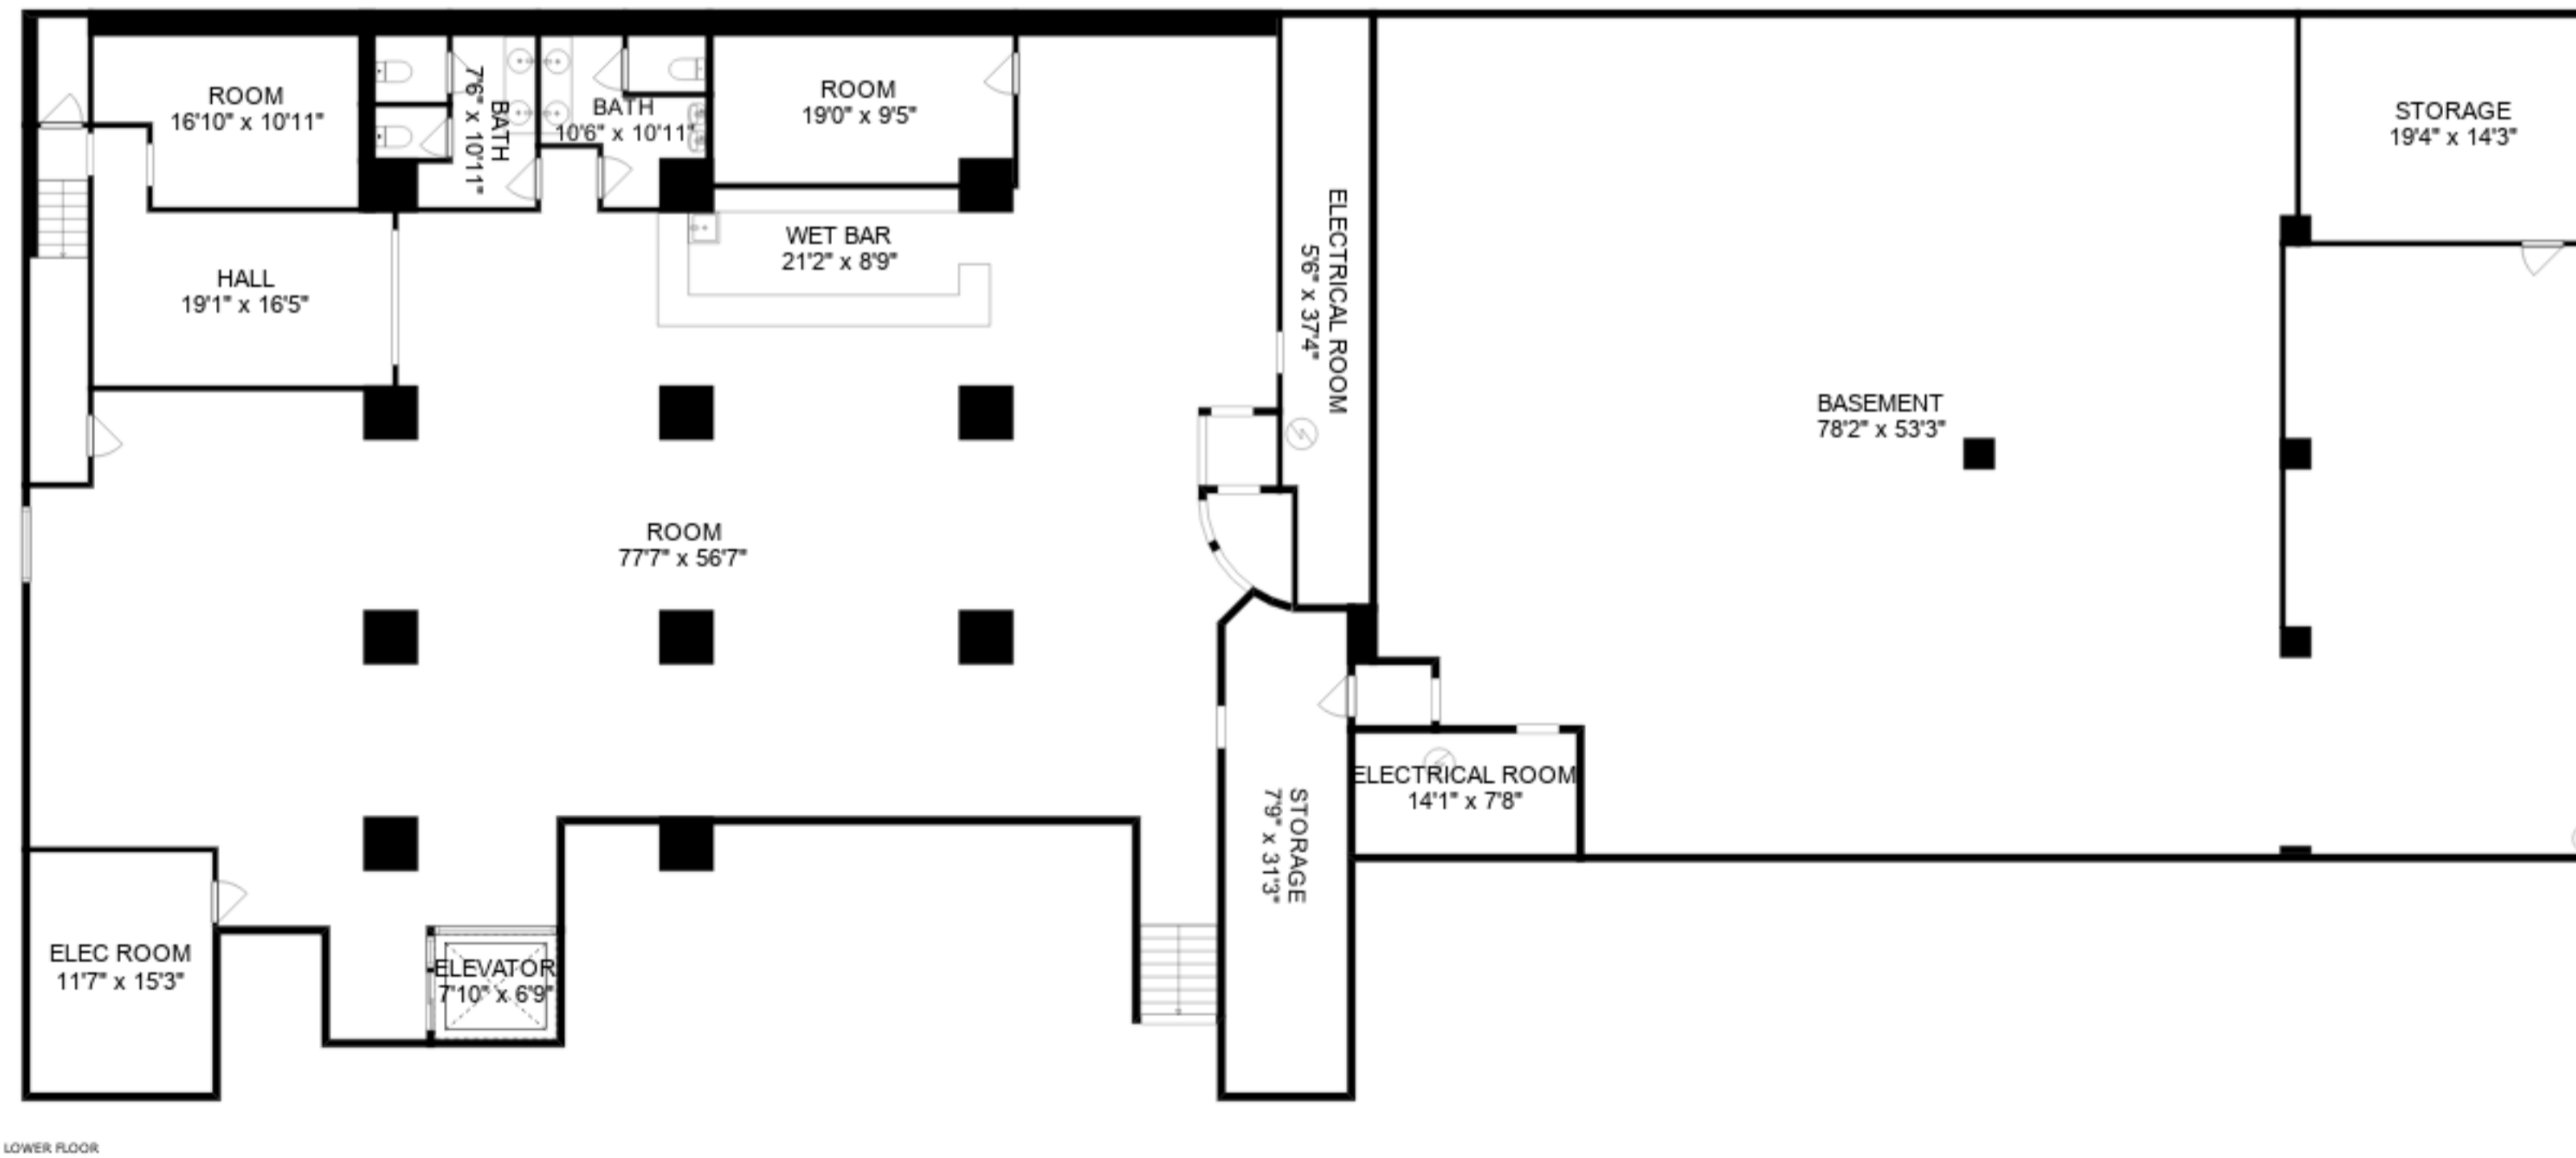 ROOM
16'10" x 10'11"
BATH
7'6" x 10'11"
BATH
10'6" x 10'11"
ROOM
19'0" x 9'5"
STORAGE
19'4" x 14'3"
HALL
19'1" x 16'5"
WET BAR
21'2" x 8'9"
ELECTRICAL ROOM
5'6" x 37'4"
BASEMENT
78'2" x 53'3"
ROOM
77'7" x 56'7"
ELECTRICAL ROOM
14'1" x 7'8"
STORAGE
7'9" x 31'3"
ELEC ROOM
11'7" x 15'3"
ELEVATOR
7'10" x 6'9"
LOWER FLOOR